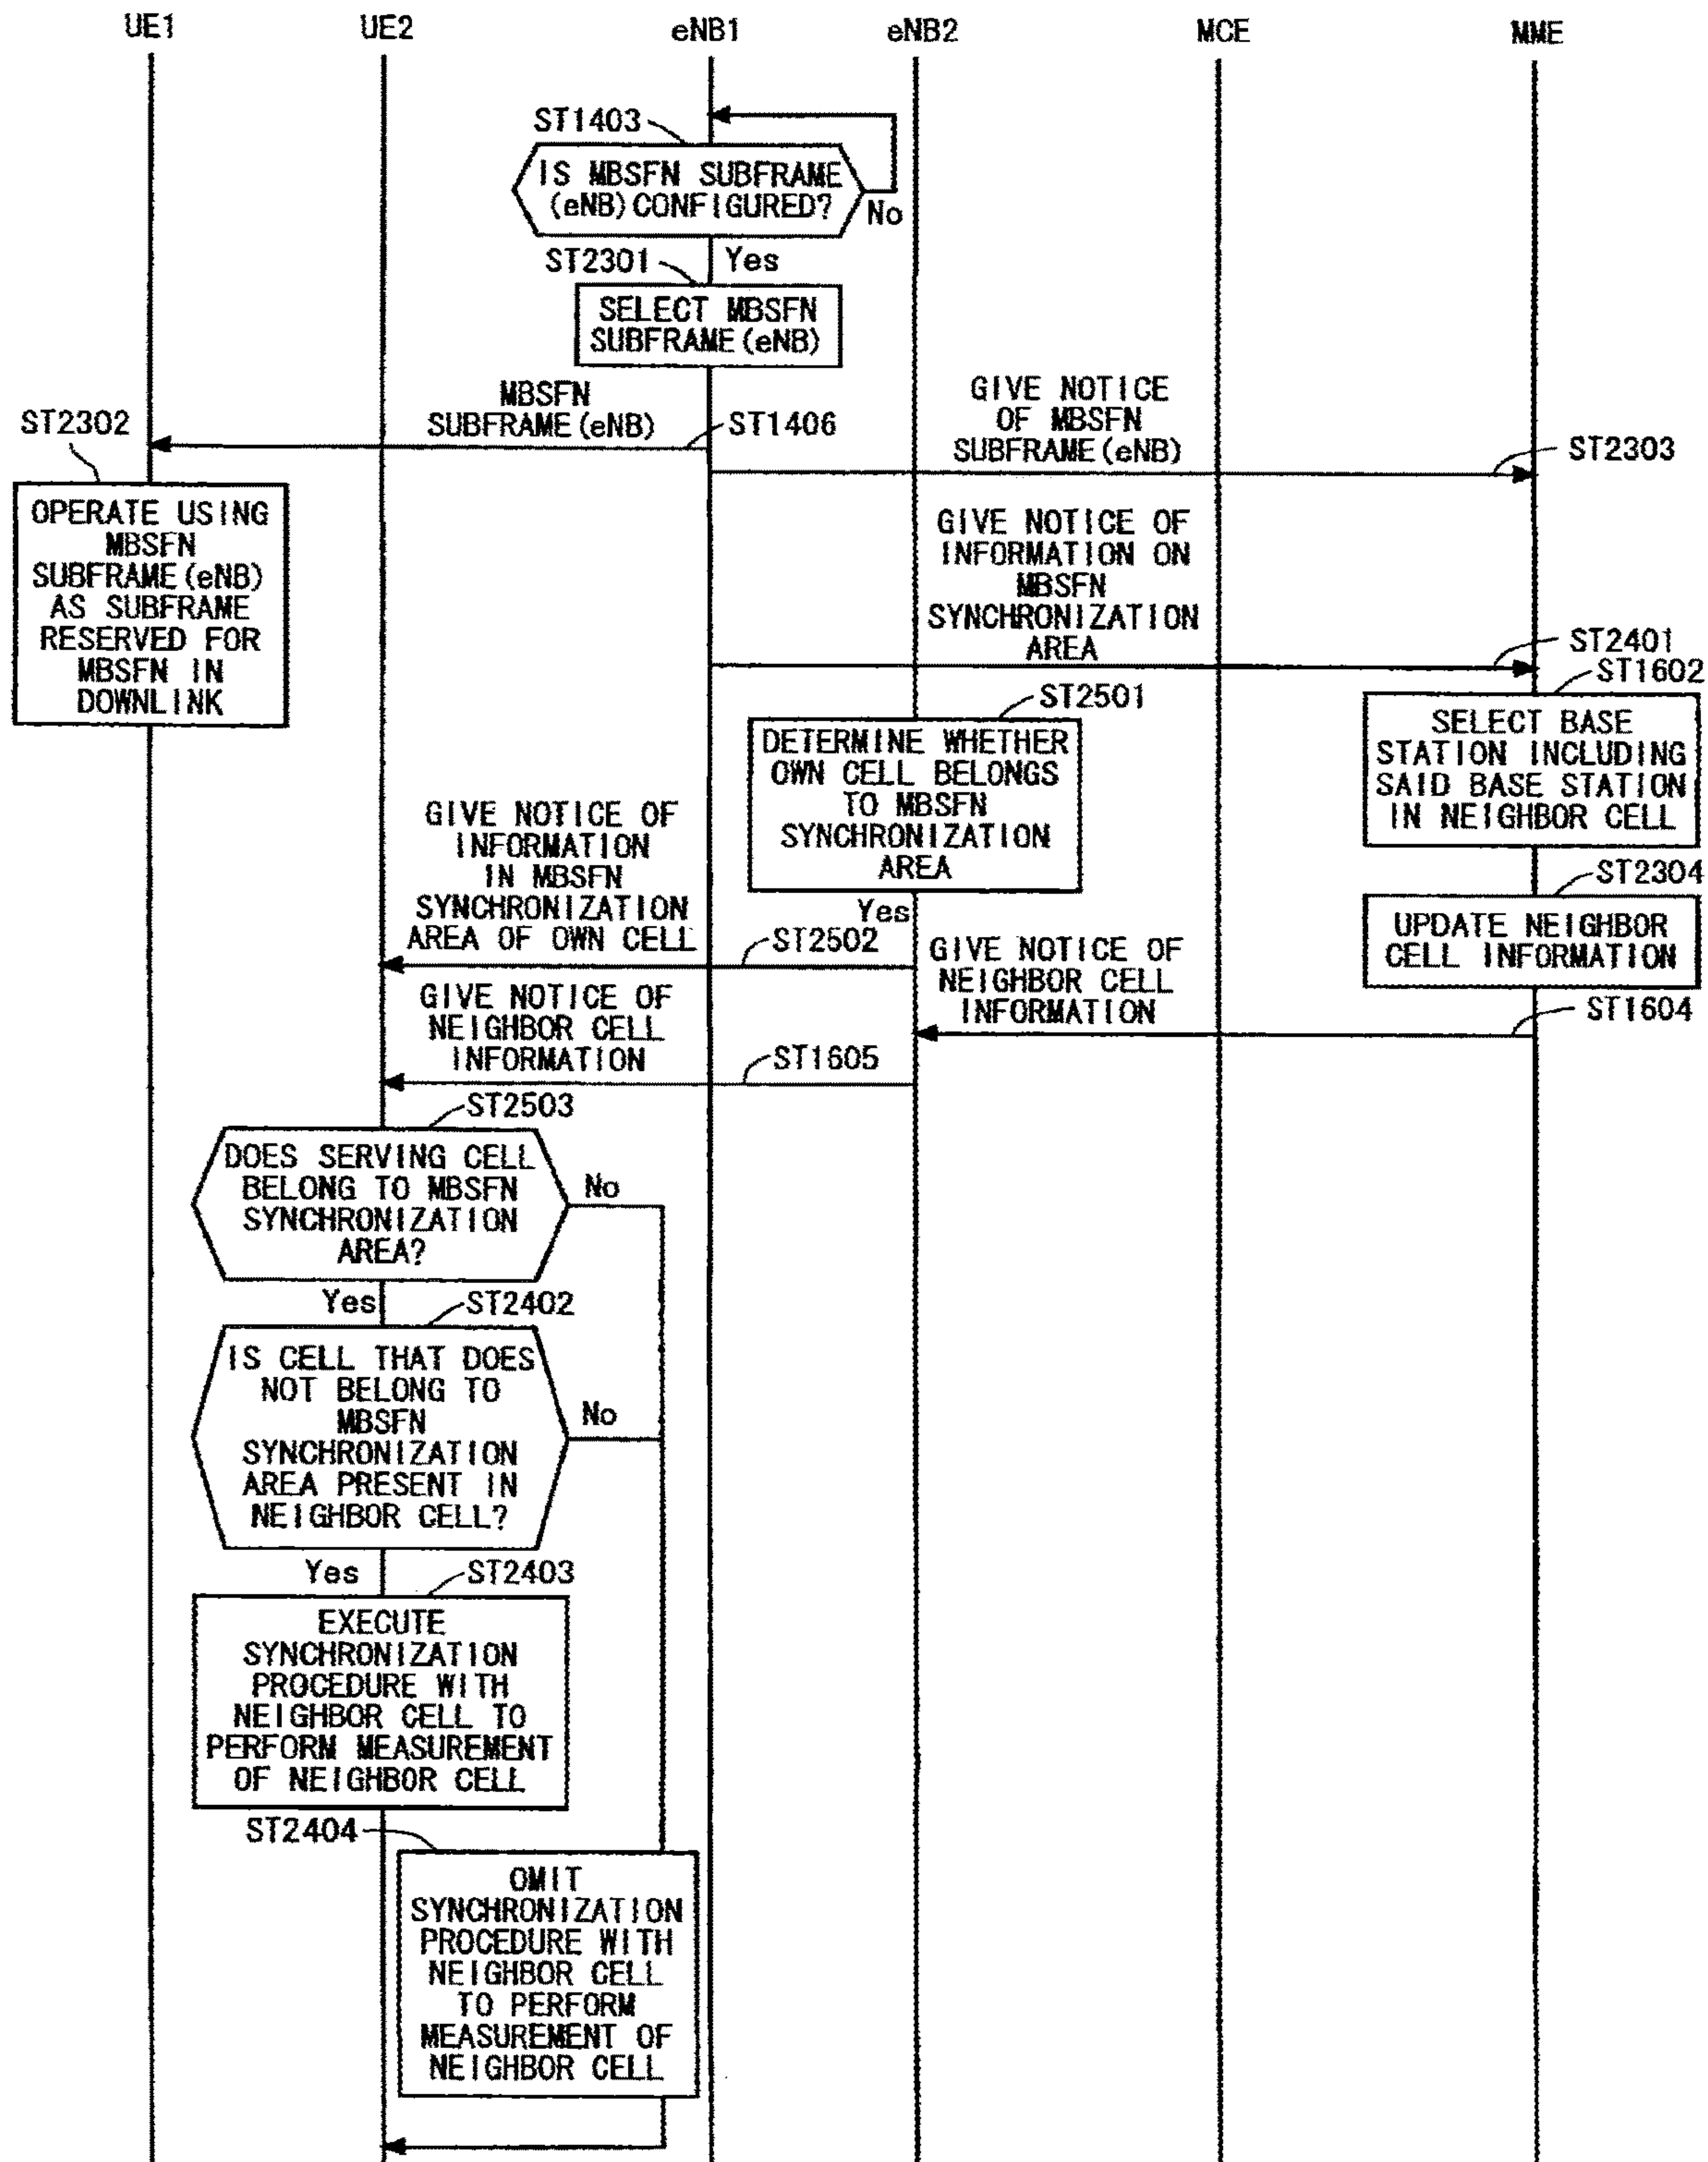 UE1
UE2
eNB1
eNB2
MCE
MME
ST1403
IS MBSFN SUBFRAME
(eNB) CONFIGURED?
No
ST2301
Yes
SELECT MBSFN
SUBFRAME (eNB)
MBSFN
SUBFRAME (eNB)
ST1406
GIVE NOTICE
OF MBSFN
SUBFRAME (eNB)
ST2303
ST2302
OPERATE USING
MBSFN
SUBFRAME (eNB)
AS SUBFRAME
RESERVED FOR
MBSFN IN
DOWNLINK
GIVE NOTICE OF
INFORMATION ON
MBSFN
SYNCHRONIZATION
AREA
ST2401
ST1602
SELECT BASE
STATION INCLUDING
SAID BASE STATION
IN NEIGHBOR CELL
ST2501
DETERMINE WHETHER
OWN CELL BELONGS
TO MBSFN
SYNCHRONIZATION
AREA
Yes
GIVE NOTICE OF
INFORMATION
IN MBSFN
SYNCHRONIZATION
AREA OF OWN CELL
ST2502
ST2304
UPDATE NEIGHBOR
CELL INFORMATION
GIVE NOTICE OF
NEIGHBOR CELL
INFORMATION
ST1604
GIVE NOTICE OF
NEIGHBOR CELL
INFORMATION
ST1605
ST2503
DOES SERVING CELL
BELONG TO MBSFN
SYNCHRONIZATION
AREA?
No
Yes
ST2402
IS CELL THAT DOES
NOT BELONG TO
MBSFN
SYNCHRONIZATION
AREA PRESENT IN
NEIGHBOR CELL?
No
Yes
ST2403
EXECUTE
SYNCHRONIZATION
PROCEDURE WITH
NEIGHBOR CELL TO
PERFORM MEASUREMENT
OF NEIGHBOR CELL
ST2404
OMIT
SYNCHRONIZATION
PROCEDURE WITH
NEIGHBOR CELL
TO PERFORM
MEASUREMENT OF
NEIGHBOR CELL